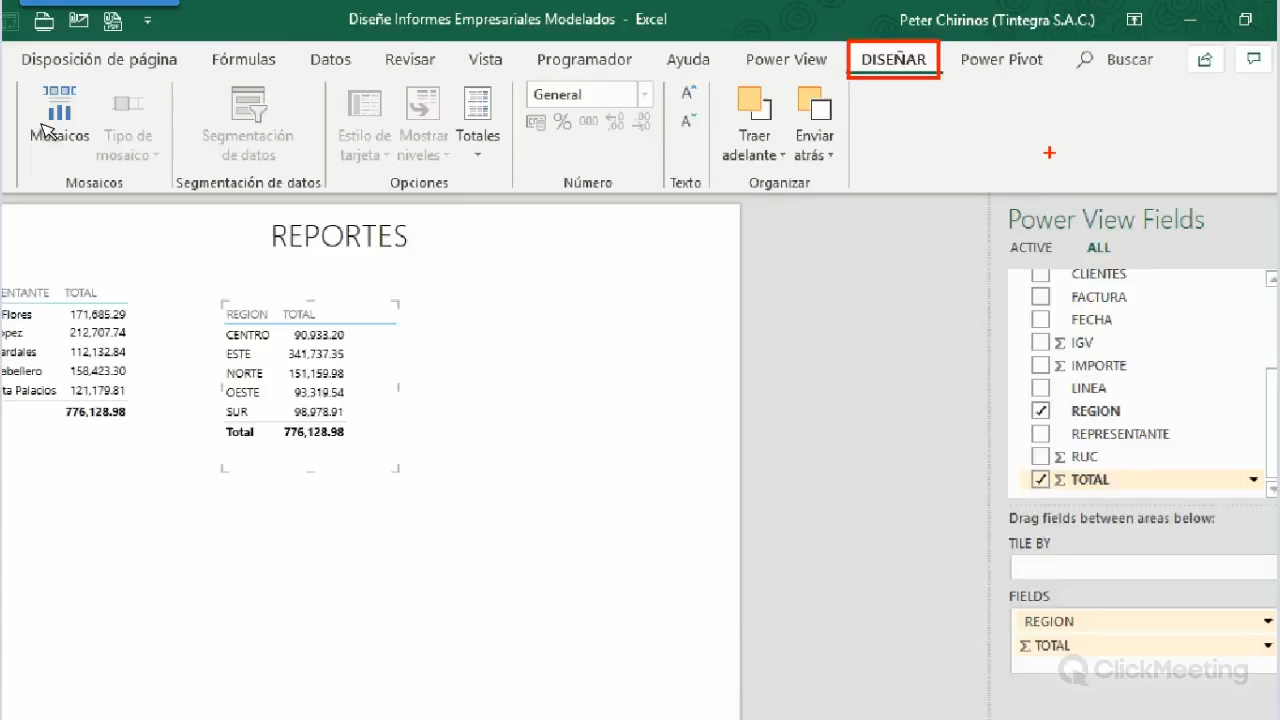 Diseñe Informes Empresariales Modelados - Excel
Peter Chirinos (Tintegra S.A.C.)
Disposición de página Fórmulas Datos Revisar Vista Programador Ayuda Power View DISEÑAR Power Pivot Buscar
Mosaicos
Tipo de
mosaico
Mosaicos
Segmentación
de datos
Segmentación de datos
Estilo de
tarjeta
Mostrar
niveles
Totales
Opciones
General
% 000
Número
A
A
Texto
Traer
adelante
Enviar
atrás
Organizar
REPORTES
ENTANTE TOTAL
Flores 171,685.29
opez 212,707.74
ardales 112,132.84
abellero 158,423.30
ta Palacios 121,179.81
776,128.98
REGION TOTAL
CENTRO 90,933.20
ESTE 341,737.35
NORTE 151,159.98
OESTE 93,319.54
SUR 98,978.91
Total 776,128.98
Power View Fields
ACTIVE ALL
CLIENTES
FACTURA
FECHA
Σ IGV
Σ IMPORTE
LINEA
REGION
REPRESENTANTE
Σ RUC
Σ TOTAL
Drag fields between areas below:
TILE BY
FIELDS
REGION
Σ TOTAL
ClickMeeting